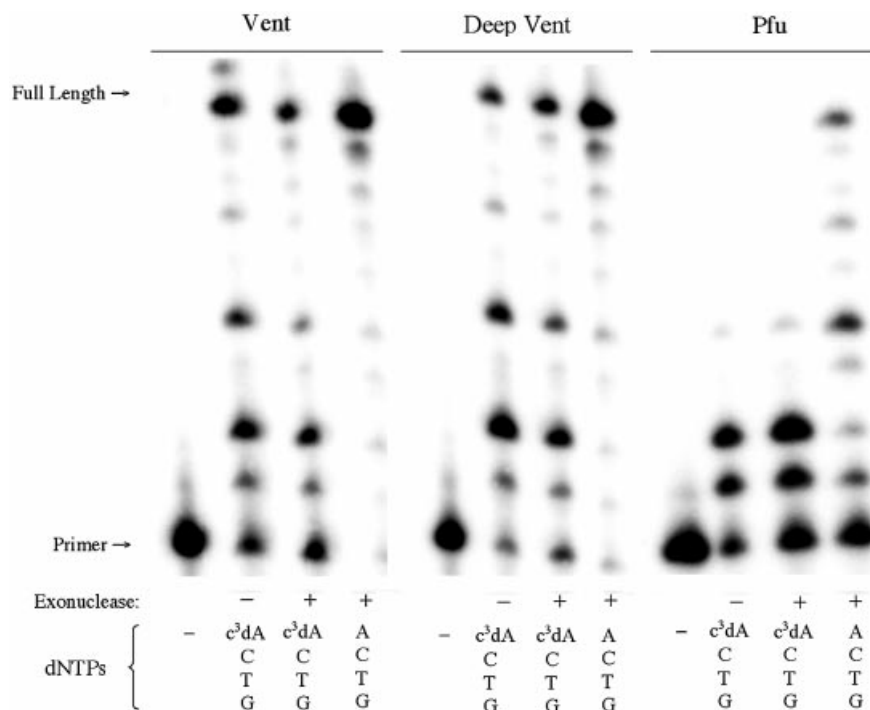 Vent Deep Vent Pfu
Full Length →
Primer →
Exonuclease: − + + − + + − + +
− c³dA c³dA A − c³dA c³dA A − c³dA c³dA A
C C C C C C C C C
dNTPs
T T T T T T T T T
G G G G G G G G G